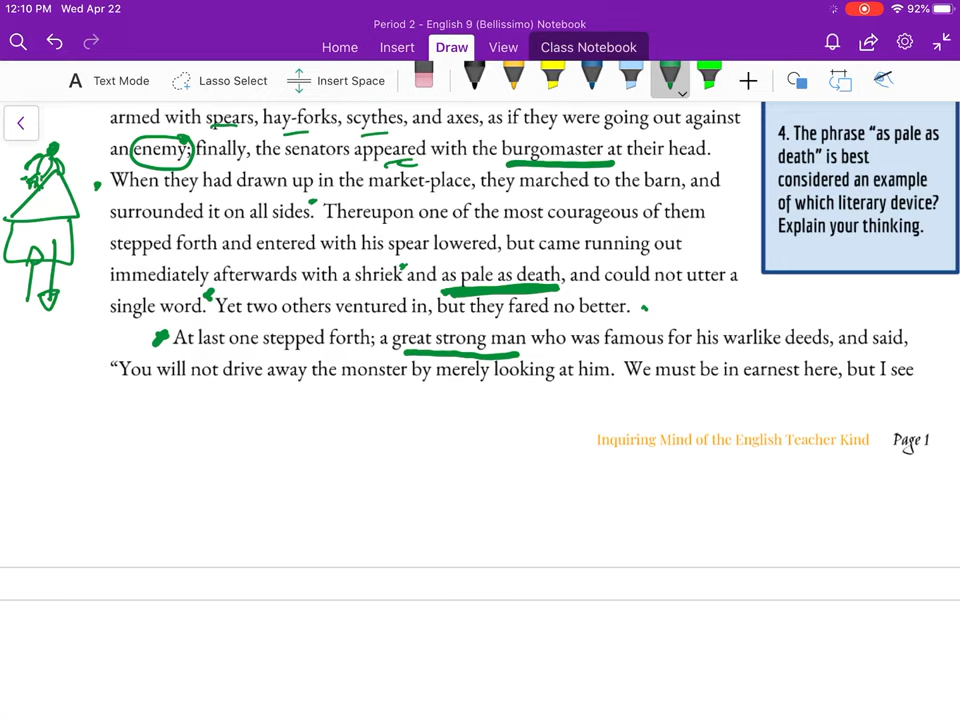 12:10 PM Wed Apr 22
92%
Period 2 - English 9 (Bellissimo) Notebook
Home Insert Draw View Class Notebook
Text Mode Lasso Select Insert Space
armed with spears, hay-forks, scythes, and axes, as if they were going out against
an enemy; finally, the senators appeared with the burgomaster at their head.
When they had drawn up in the market-place, they marched to the barn, and
surrounded it on all sides. Thereupon one of the most courageous of them
stepped forth and entered with his spear lowered, but came running out
immediately afterwards with a shriek and as pale as death, and could not utter a
single word. Yet two others ventured in, but they fared no better.
At last one stepped forth; a great strong man who was famous for his warlike deeds, and said,
“You will not drive away the monster by merely looking at him. We must be in earnest here, but I see
4. The phrase “as pale as
death” is best
considered an example
of which literary device?
Explain your thinking.
Inquiring Mind of the English Teacher Kind Page 1